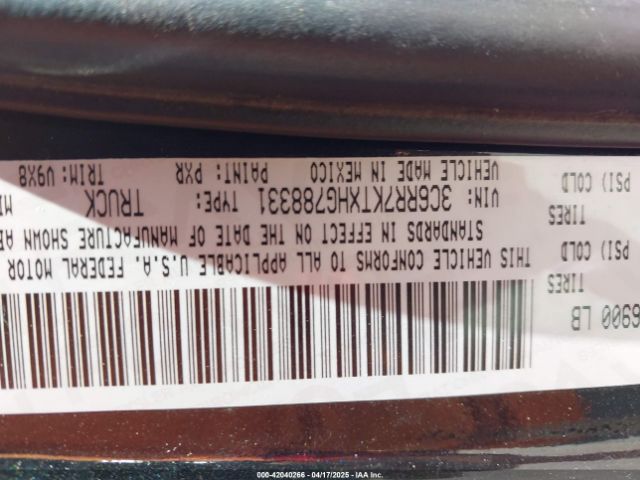 6900 LB
TIRES
PSI) COLD
TIRES
PSI) COLD
THIS VEHICLE CONFORMS TO ALL APPLICABLE U.S.A. FEDERAL MOTOR
STANDARDS IN EFFECT ON THE DATE OF MANUFACTURE SHOWN AB
VIN: 3C6RR7KTXHG788331 TYPE: TRUCK
VEHICLE MADE IN MEXICO PAINT: PXR TRIM: V9X8
000-42040266 - 04/17/2025 - IAA Inc.